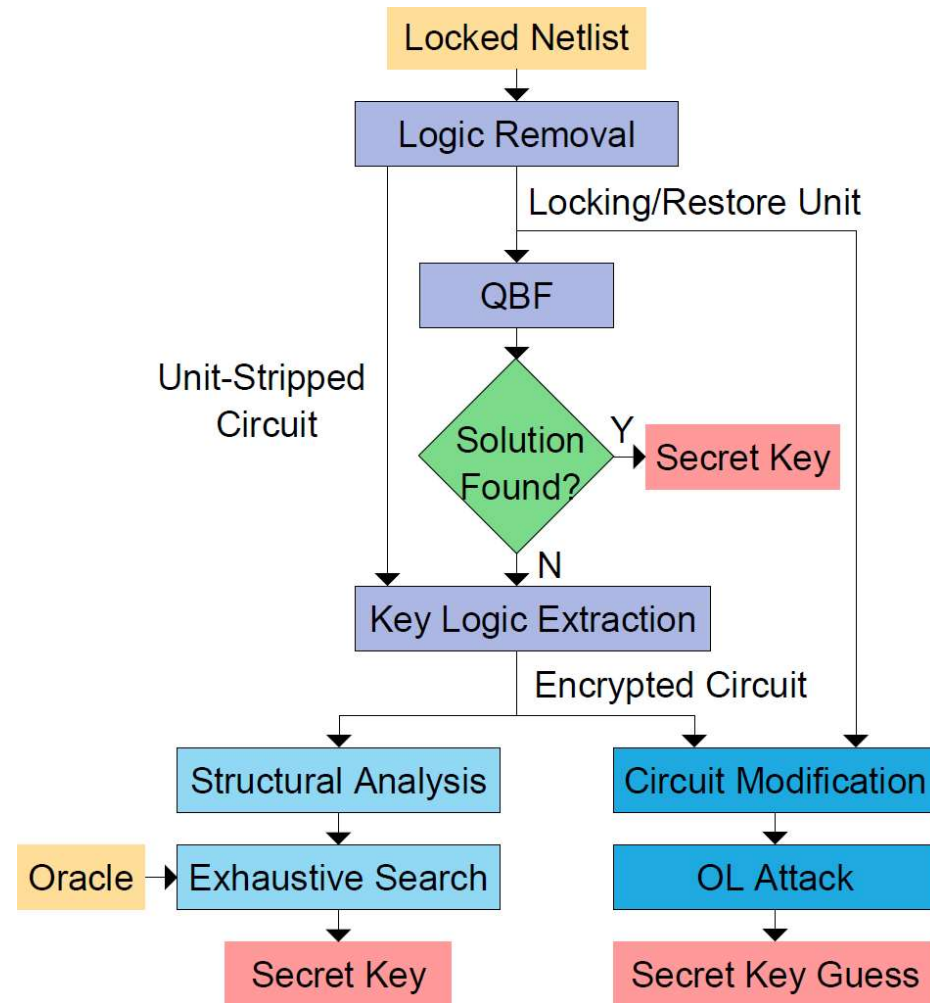 Locked Netlist
Logic Removal
Locking/Restore Unit
QBF
Unit-Stripped
Circuit
Solution
Found?
Y
Secret Key
N
Key Logic Extraction
Encrypted Circuit
Structural Analysis
Circuit Modification
Oracle
Exhaustive Search
OL Attack
Secret Key
Secret Key Guess